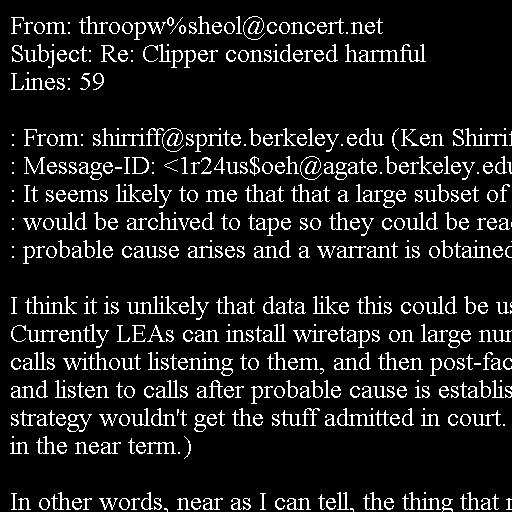 From: throopw%sheol@concert.net
Subject: Re: Clipper considered harmful
Lines: 59
: From: shirriff@sprite.berkeley.edu (Ken Shirrif
: Message-ID: <1r24us$oeh@agate.berkeley.edu
: It seems likely to me that that a large subset of
: would be archived to tape so they could be rea
: probable cause arises and a warrant is obtained
I think it is unlikely that data like this could be us
Currently LEAs can install wiretaps on large nur
calls without listening to them, and then post-fac
and listen to calls after probable cause is establis
strategy wouldn't get the stuff admitted in court.
in the near term.)
In other words, near as I can tell, the thing that